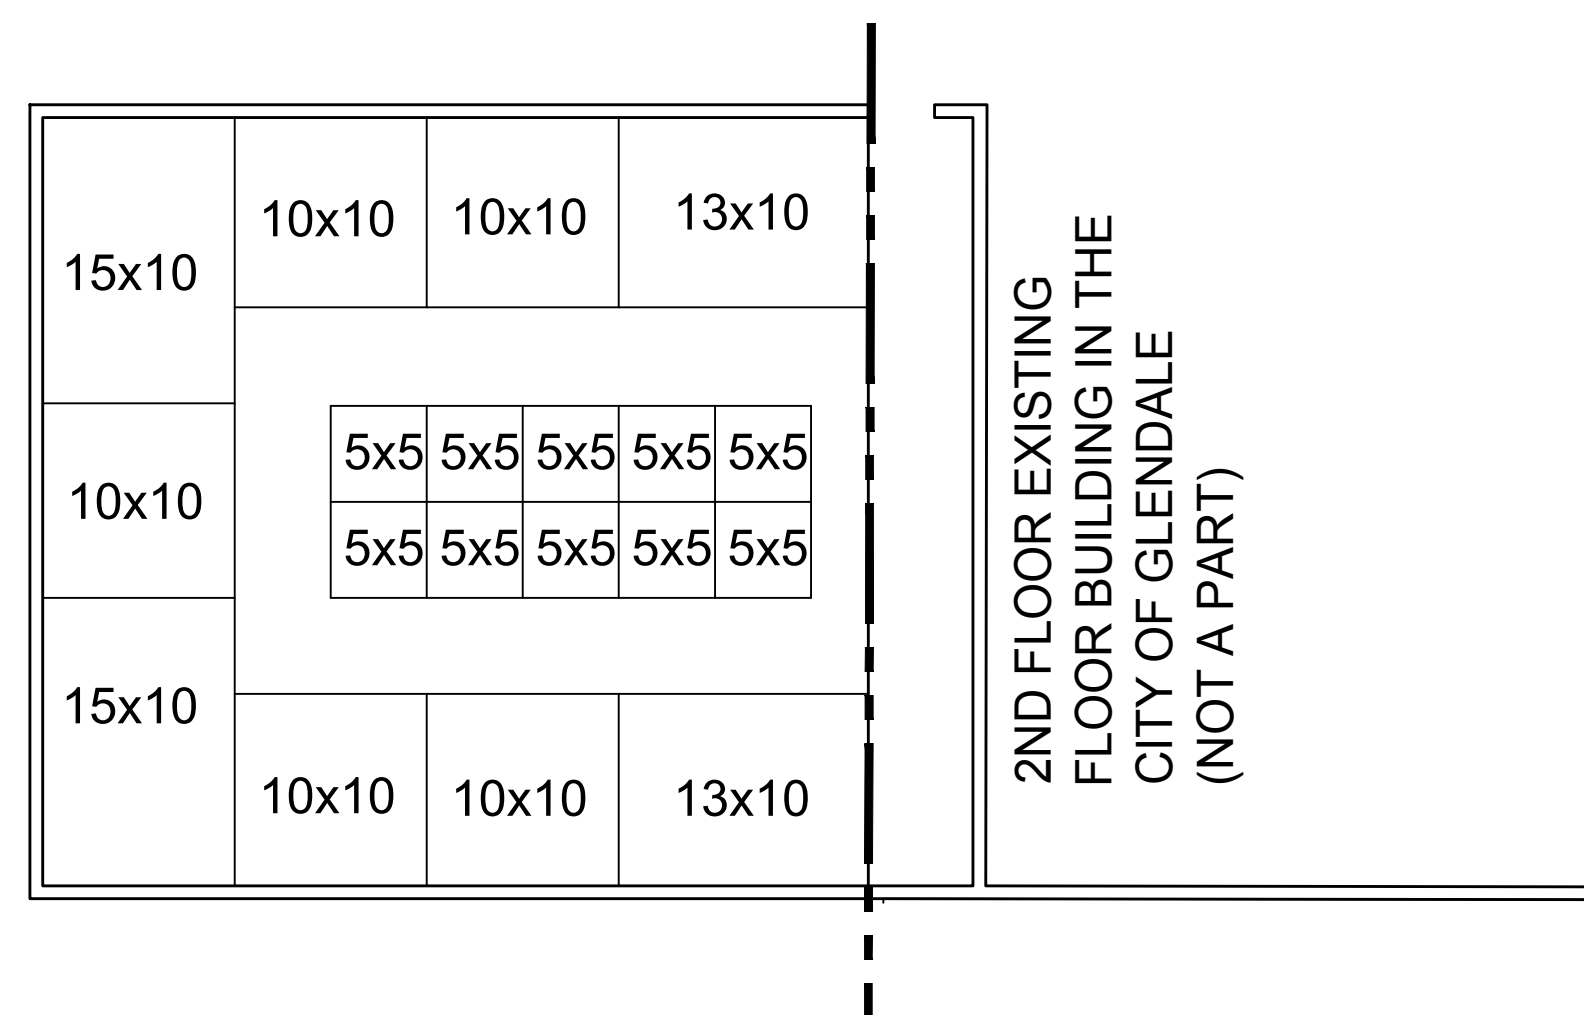 10x10 10x10 13x10
15x10
5x5 5x5 5x5 5x5 5x5
10x10
5x5 5x5 5x5 5x5 5x5
15x10
10x10 10x10 13x10
2ND FLOOR EXISTING
FLOOR BUILDING IN THE
CITY OF GLENDALE
(NOT A PART)